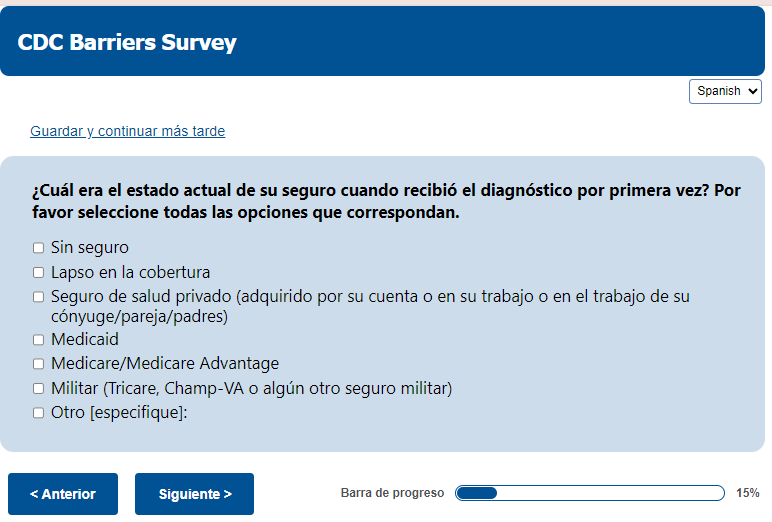 CDC Barriers Survey
Spanish
Guardar y continuar más tarde
¿Cuál era el estado actual de su seguro cuando recibió el diagnóstico por primera vez? Por
favor seleccione todas las opciones que correspondan.
Sin seguro
Lapso en la cobertura
Seguro de salud privado (adquirido por su cuenta o en su trabajo o en el trabajo de su
cónyuge/pareja/padres)
Medicaid
Medicare/Medicare Advantage
Militar (Tricare, Champ-VA o algún otro seguro militar)
Otro [especifique]:
< Anterior
Siguiente >
Barra de progreso
15%